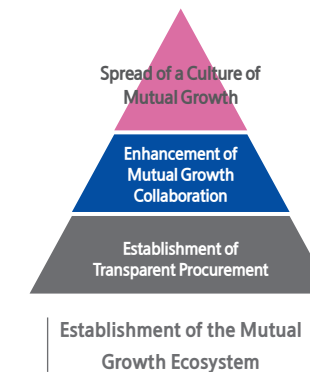 Spread of a Culture of
Mutual Growth
Enhancement of
Mutual Growth
Collaboration
Establishment of
Transparent Procurement
Establishment of the Mutual
Growth Ecosystem